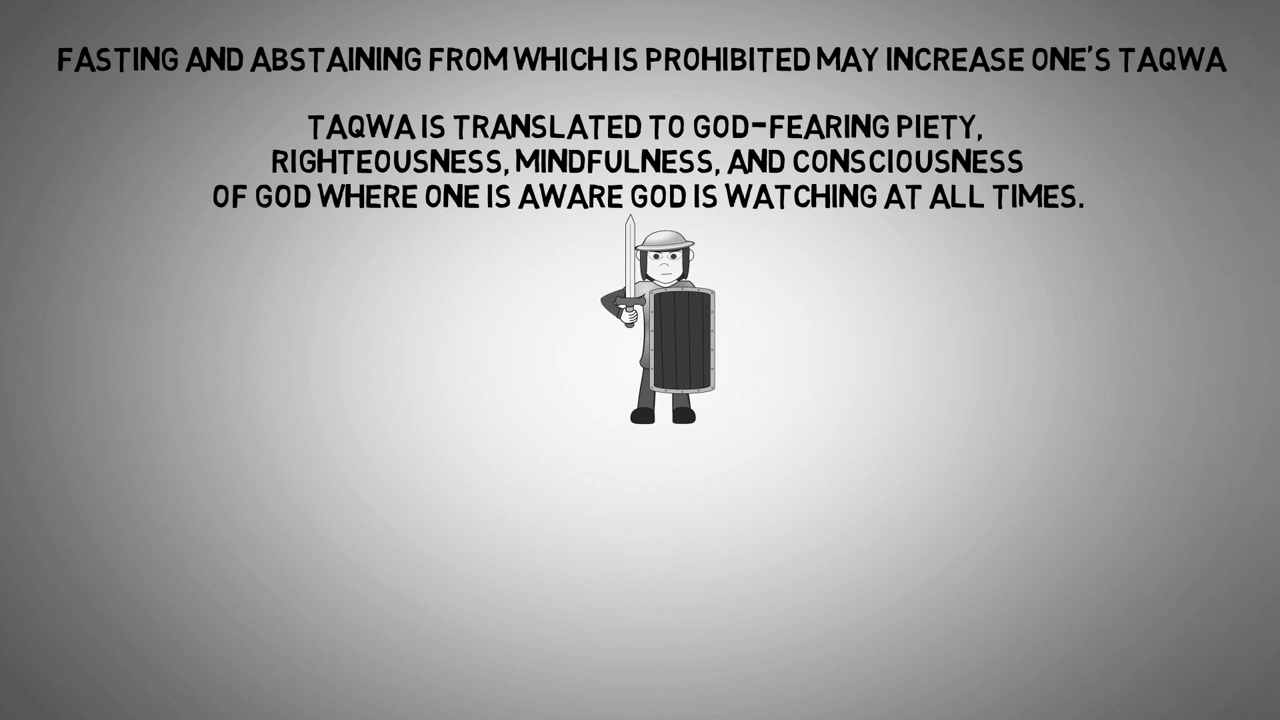 FASTING AND ABSTAINING FROM WHICH IS PROHIBITED MAY INCREASE ONE'S TAQWA
TAQWA IS TRANSLATED TO GOD-FEARING PIETY,
RIGHTEOUSNESS, MINDFULNESS, AND CONSCIOUSNESS
OF GOD WHERE ONE IS AWARE GOD IS WATCHING AT ALL TIMES.